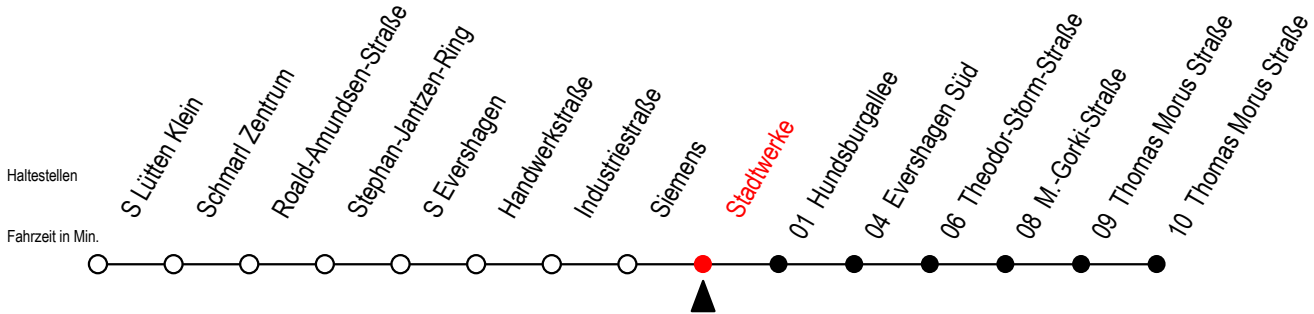 Haltestellen
Fahrzeit in Min.
S Lütten Klein
Schmarl Zentrum
Roald-Amundsen-Straße
Stephan-Jantzen-Ring
S Evershagen
Handwerkstraße
Industriestraße
Siemens
Stadtwerke
01 Hundsburgallee
04 Evershagen Süd
06 Theodor-Storm-Straße
08 M.-Gorki-Straße
09 Thomas Morus Straße
10 Thomas Morus Straße